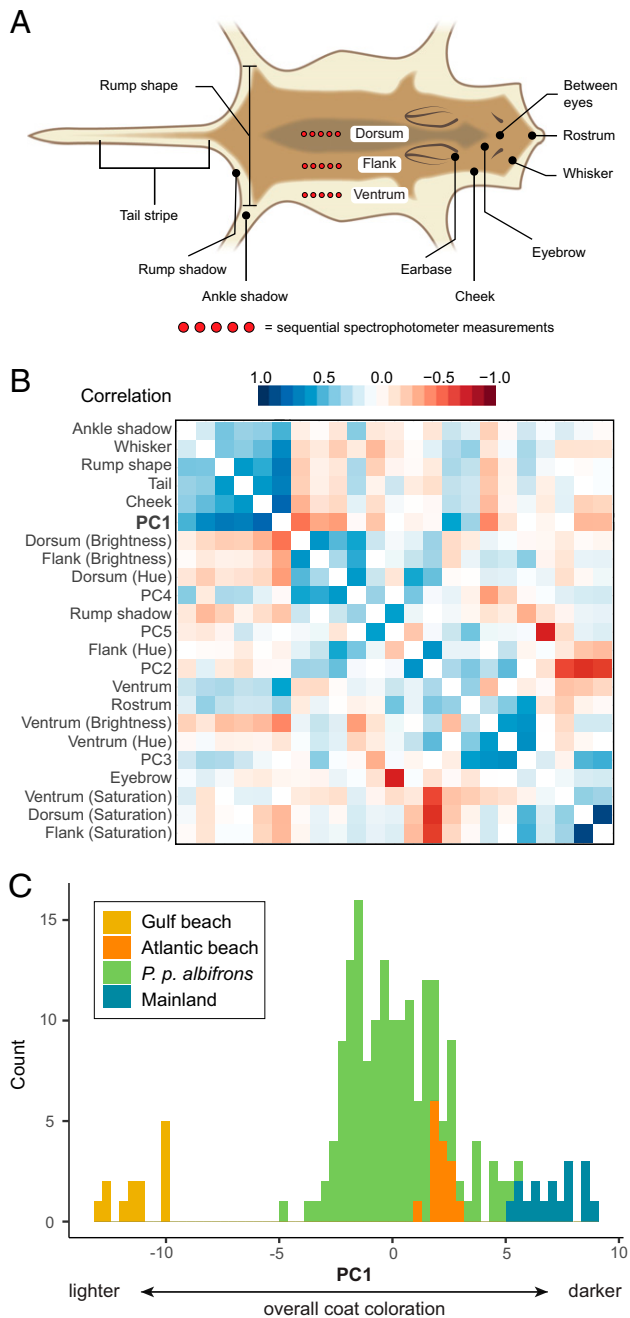 A
Rump shape
Between
eyes
Dorsum
Rostrum
Flank
Whisker
Ventrum
Tail stripe
Eyebrow
Rump shadow
Earbase
Ankle shadow
Cheek
= sequential spectrophotometer measurements
B
Correlation
1.0 0.5 0.0 −0.5 −1.0
Ankle shadow
Whisker
Rump shape
Tail
Cheek
PC1
Dorsum (Brightness)
Flank (Brightness)
Dorsum (Hue)
PC4
Rump shadow
PC5
Flank (Hue)
PC2
Ventrum
Rostrum
Ventrum (Brightness)
Ventrum (Hue)
PC3
Eyebrow
Ventrum (Saturation)
Dorsum (Saturation)
Flank (Saturation)
C
15
10
5
0
Count
Gulf beach
Atlantic beach
P. p. albifrons
Mainland
-10 -5 0 5 10
PC1
lighter darker
overall coat coloration